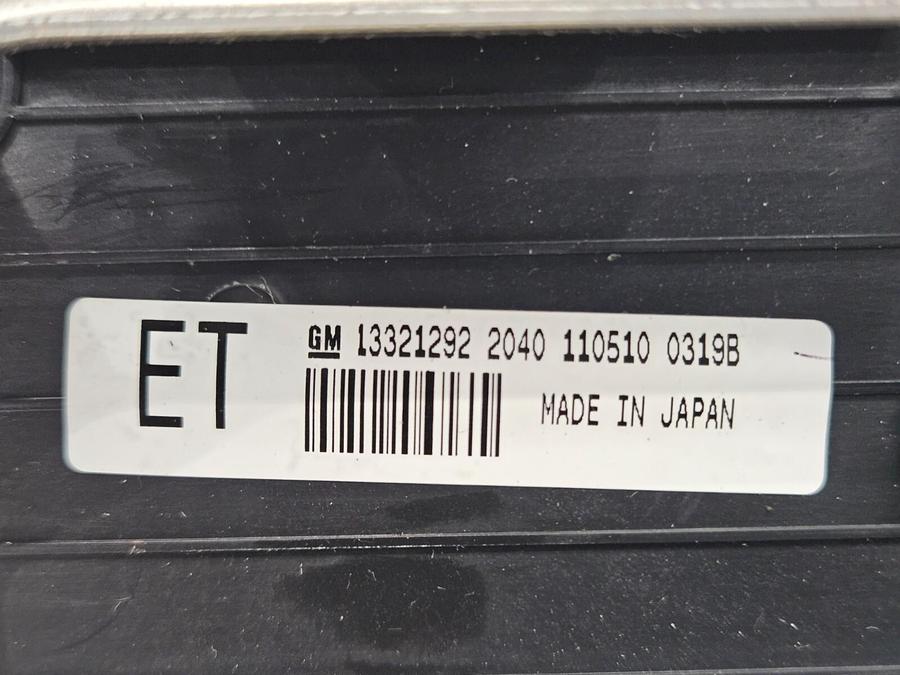 ET
GM 13321292 2040 110510 0319B
MADE IN JAPAN